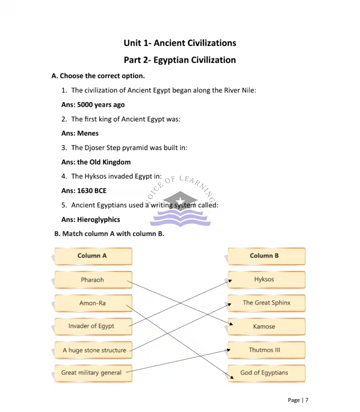 Unit 1- Ancient Civilizations
Part 2- Egyptian Civilization
A. Choose the correct option.
1. The civilization of Ancient Egypt began along the River Nile:
Ans: 5000 years ago
2. The first king of Ancient Egypt was:
Ans: Menes
3. The Djoser Step pyramid was built in:
Ans: the Old Kingdom
4. The Hyksos invaded Egypt in:
Ans: 1630 BCE
5. Ancient Egyptians used a writing system called:
Ans: Hieroglyphics
VOICE OF LEARNING
B. Match column A with column B.
Column A Column B
Pharaoh Hyksos
Amon-Ra The Great Sphinx
Invader of Egypt Kamose
A huge stone structure Thutmos III
Great military general God of Egyptians
Page | 7